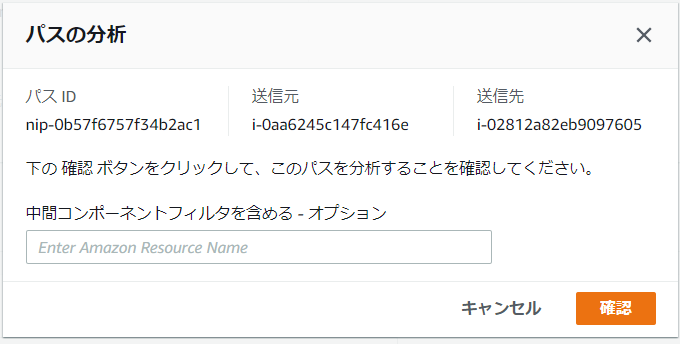 パスの分析
パス ID
送信元
送信先
nip-0b57f6757f34b2ac1
i-0aa6245c147fc416e
i-02812a82eb9097605
下の 確認 ボタンをクリックして、このパスを分析することを確認してください。
中間コンポーネントフィルタを含める - オプション
Enter Amazon Resource Name
キャンセル
確認